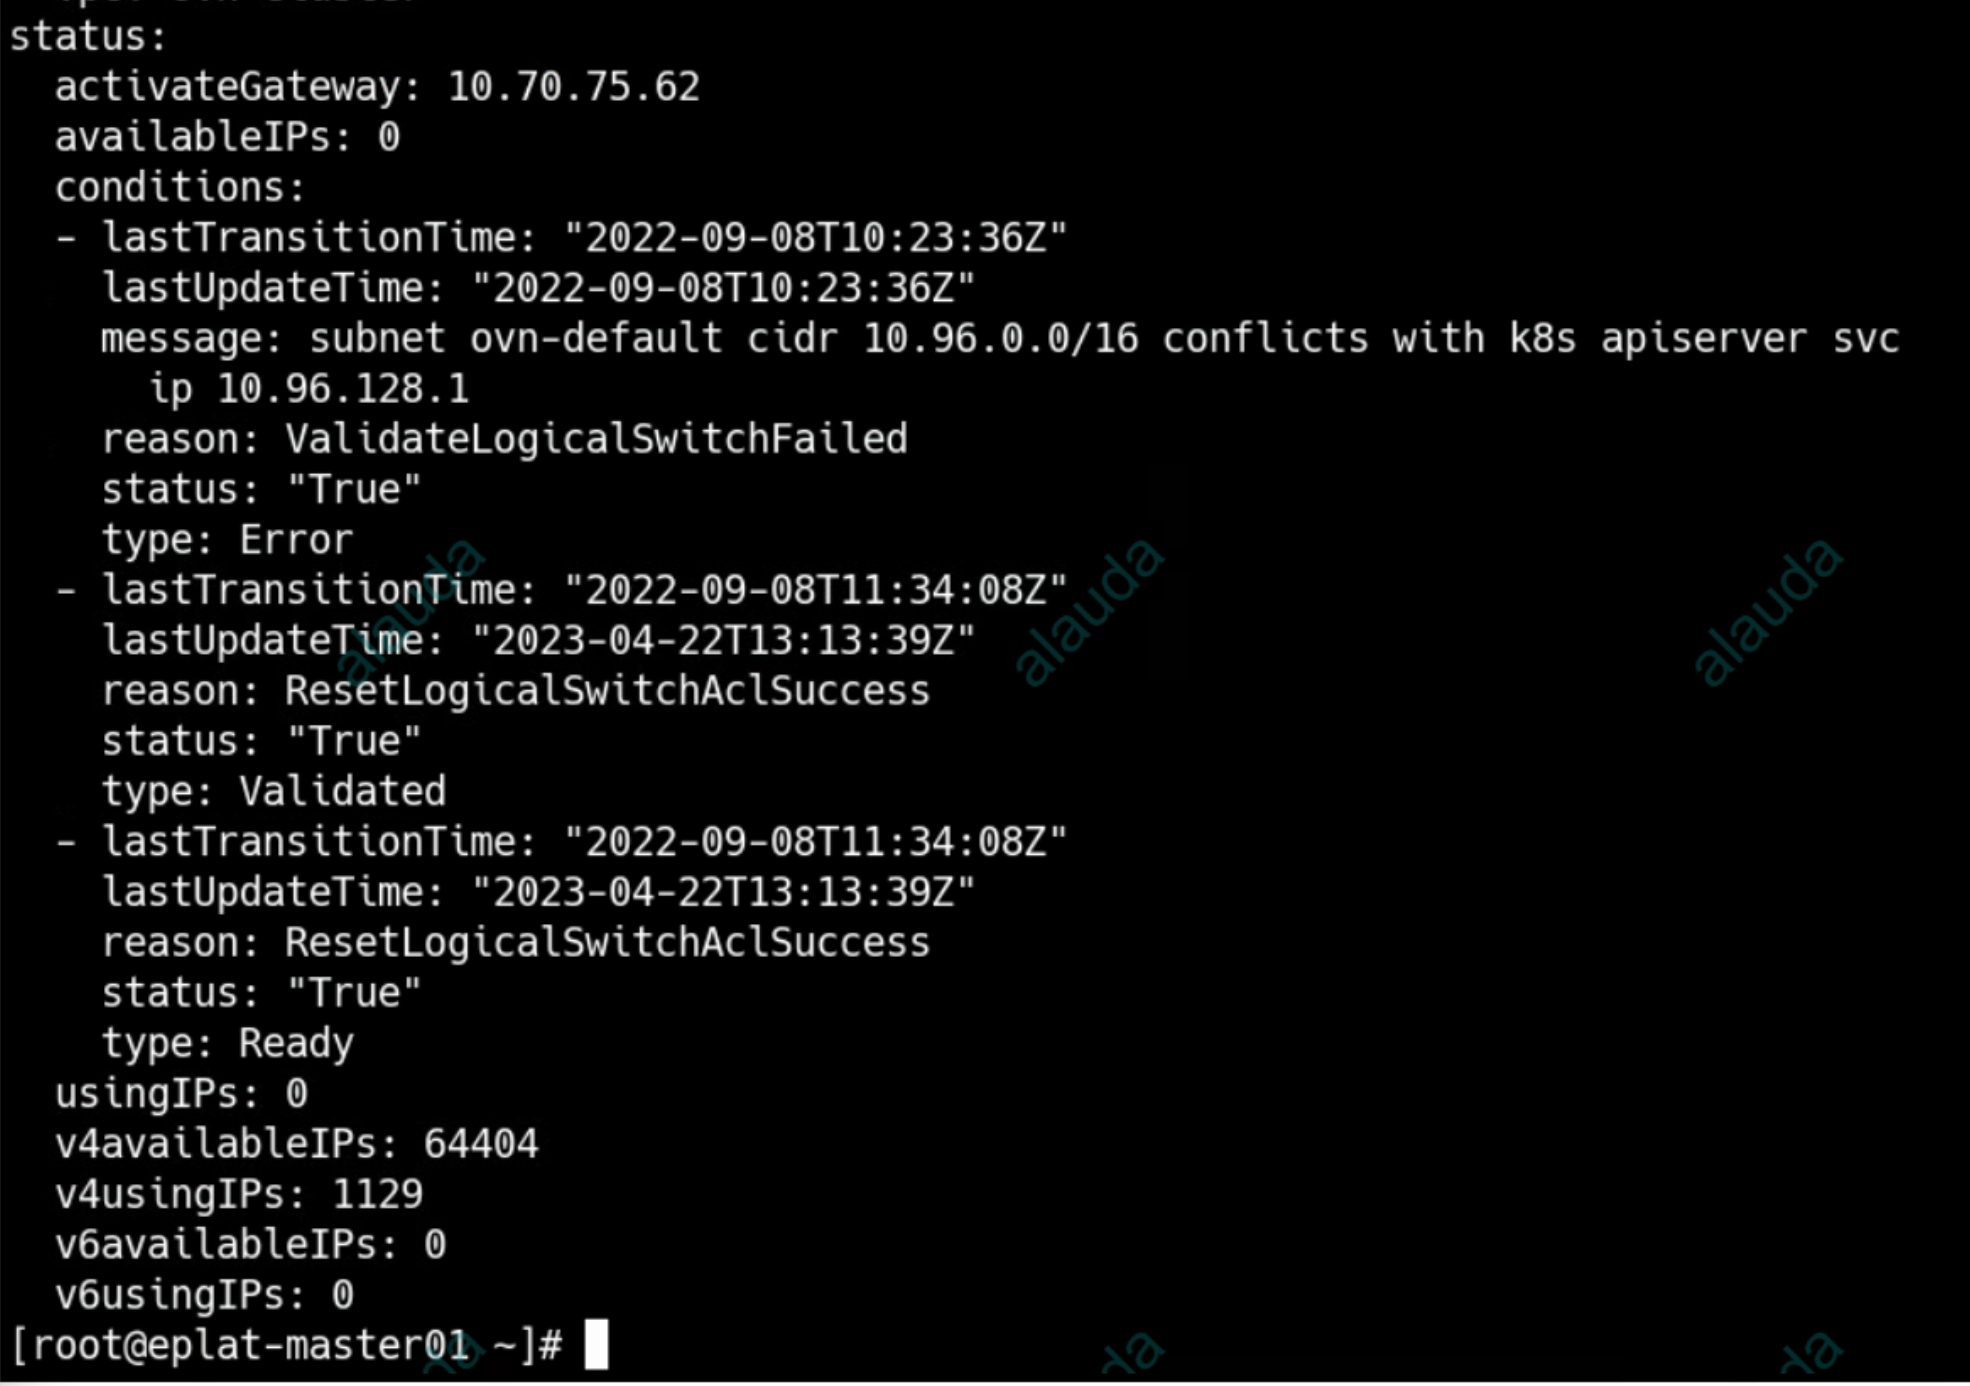 status:
  activateGateway: 10.70.75.62
  availableIPs: 0
  conditions:
  - lastTransitionTime: "2022-09-08T10:23:36Z"
    lastUpdateTime: "2022-09-08T10:23:36Z"
    message: subnet ovn-default cidr 10.96.0.0/16 conflicts with k8s apiserver svc
      ip 10.96.128.1
    reason: ValidateLogicalSwitchFailed
    status: "True"
    type: Error
  - lastTransitionTime: "2022-09-08T11:34:08Z"
    lastUpdateTime: "2023-04-22T13:13:39Z"
    reason: ResetLogicalSwitchAclSuccess
    status: "True"
    type: Validated
  - lastTransitionTime: "2022-09-08T11:34:08Z"
    lastUpdateTime: "2023-04-22T13:13:39Z"
    reason: ResetLogicalSwitchAclSuccess
    status: "True"
    type: Ready
  usingIPs: 0
  v4availableIPs: 64404
  v4usingIPs: 1129
  v6availableIPs: 0
  v6usingIPs: 0
[root@eplat-master01 ~]#
alauda
alauda
alauda
da
da
da